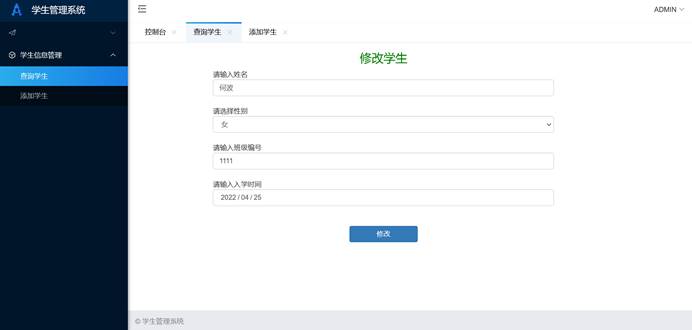 学生管理系统
ADMIN
控制台
查询学生
添加学生
学生信息管理
查询学生
添加学生
修改学生
请输入姓名
何波
请选择性别
女
请输入班级编号
1111
请输入入学时间
2022 / 04 / 25
修改
© 学生管理系统